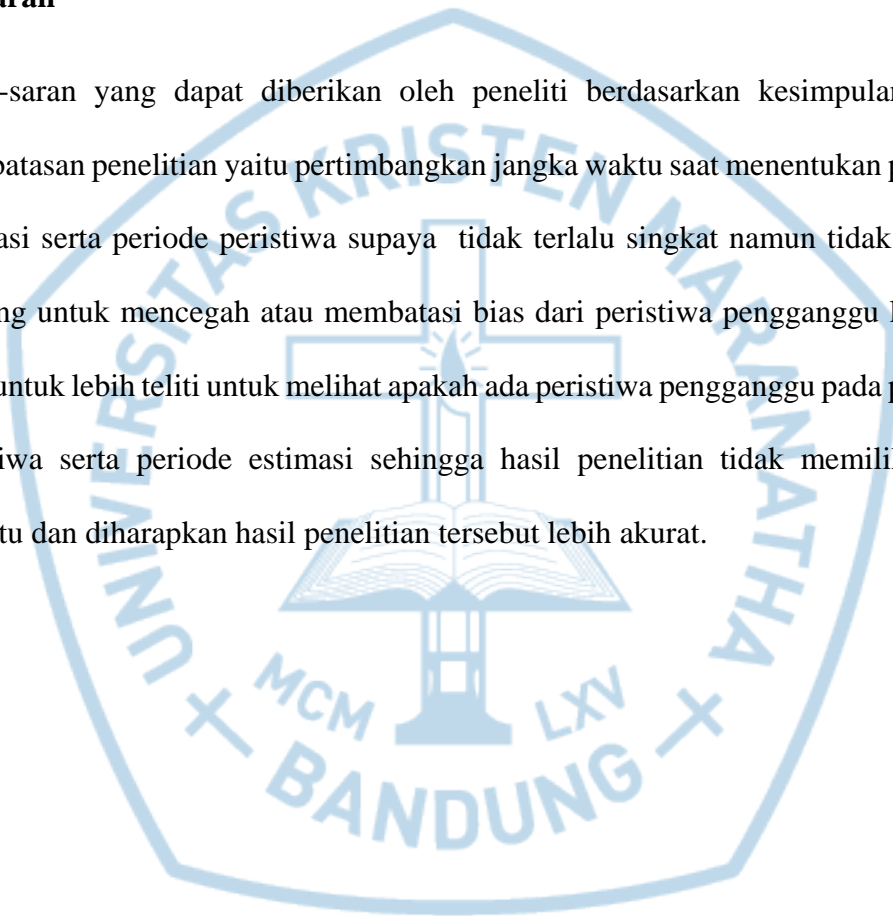 aran
-saran yang dapat diberikan oleh peneliti berdasarkan kesimpulan
batasan penelitian yaitu pertimbangkan jangka waktu saat menentukan p
asi serta periode peristiwa supaya tidak terlalu singkat namun tidak
ng untuk mencegah atau membatasi bias dari peristiwa pengganggu
untuk lebih teliti untuk melihat apakah ada peristiwa pengganggu pada p
iwa serta periode estimasi sehingga hasil penelitian tidak memili
tu dan diharapkan hasil penelitian tersebut lebih akurat.
UNIVERSITAS KRISTEN MARANATHA
MCM LXV
BANDUNG